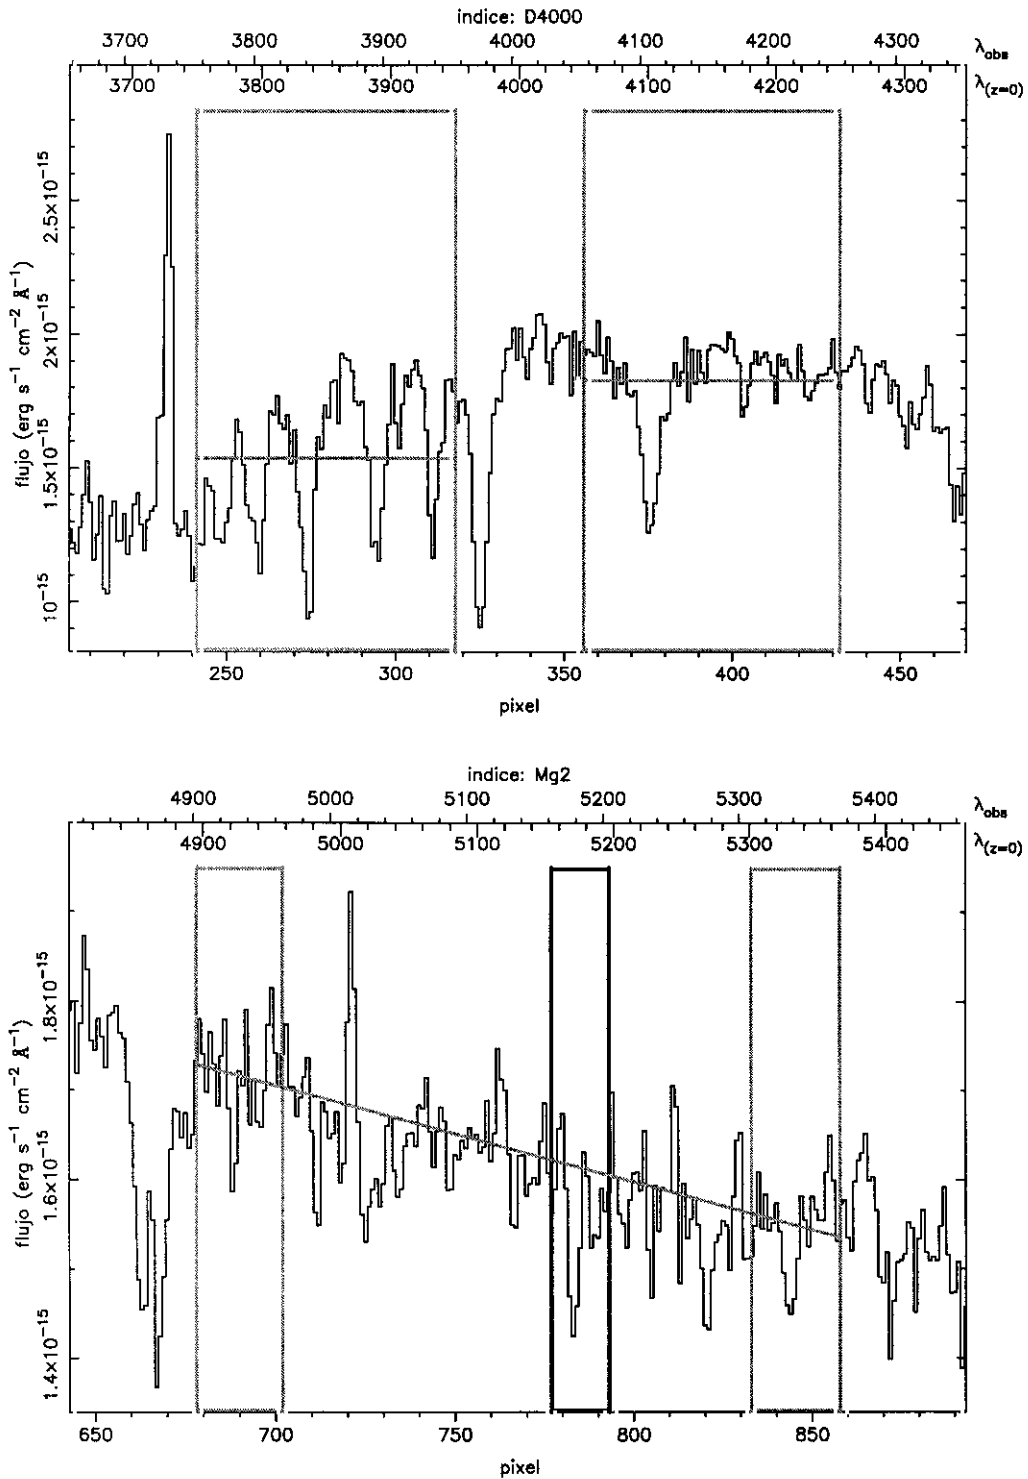 indice: D4000
3700 3800 3900 4000 4100 4200 4300 λobs
3700 3800 3900 4000 4100 4200 4300 λ(z=0)
flujo (erg s⁻¹ cm⁻² Å⁻¹)
2.5×10⁻¹⁵
2×10⁻¹⁵
1.5×10⁻¹⁵
10⁻¹⁵
250 300 350 400 450
pixel
indice: Mg2
4900 5000 5100 5200 5300 5400 λobs
4900 5000 5100 5200 5300 5400 λ(z=0)
flujo (erg s⁻¹ cm⁻² Å⁻¹)
1.8×10⁻¹⁵
1.6×10⁻¹⁵
1.4×10⁻¹⁵
650 700 750 800 850
pixel